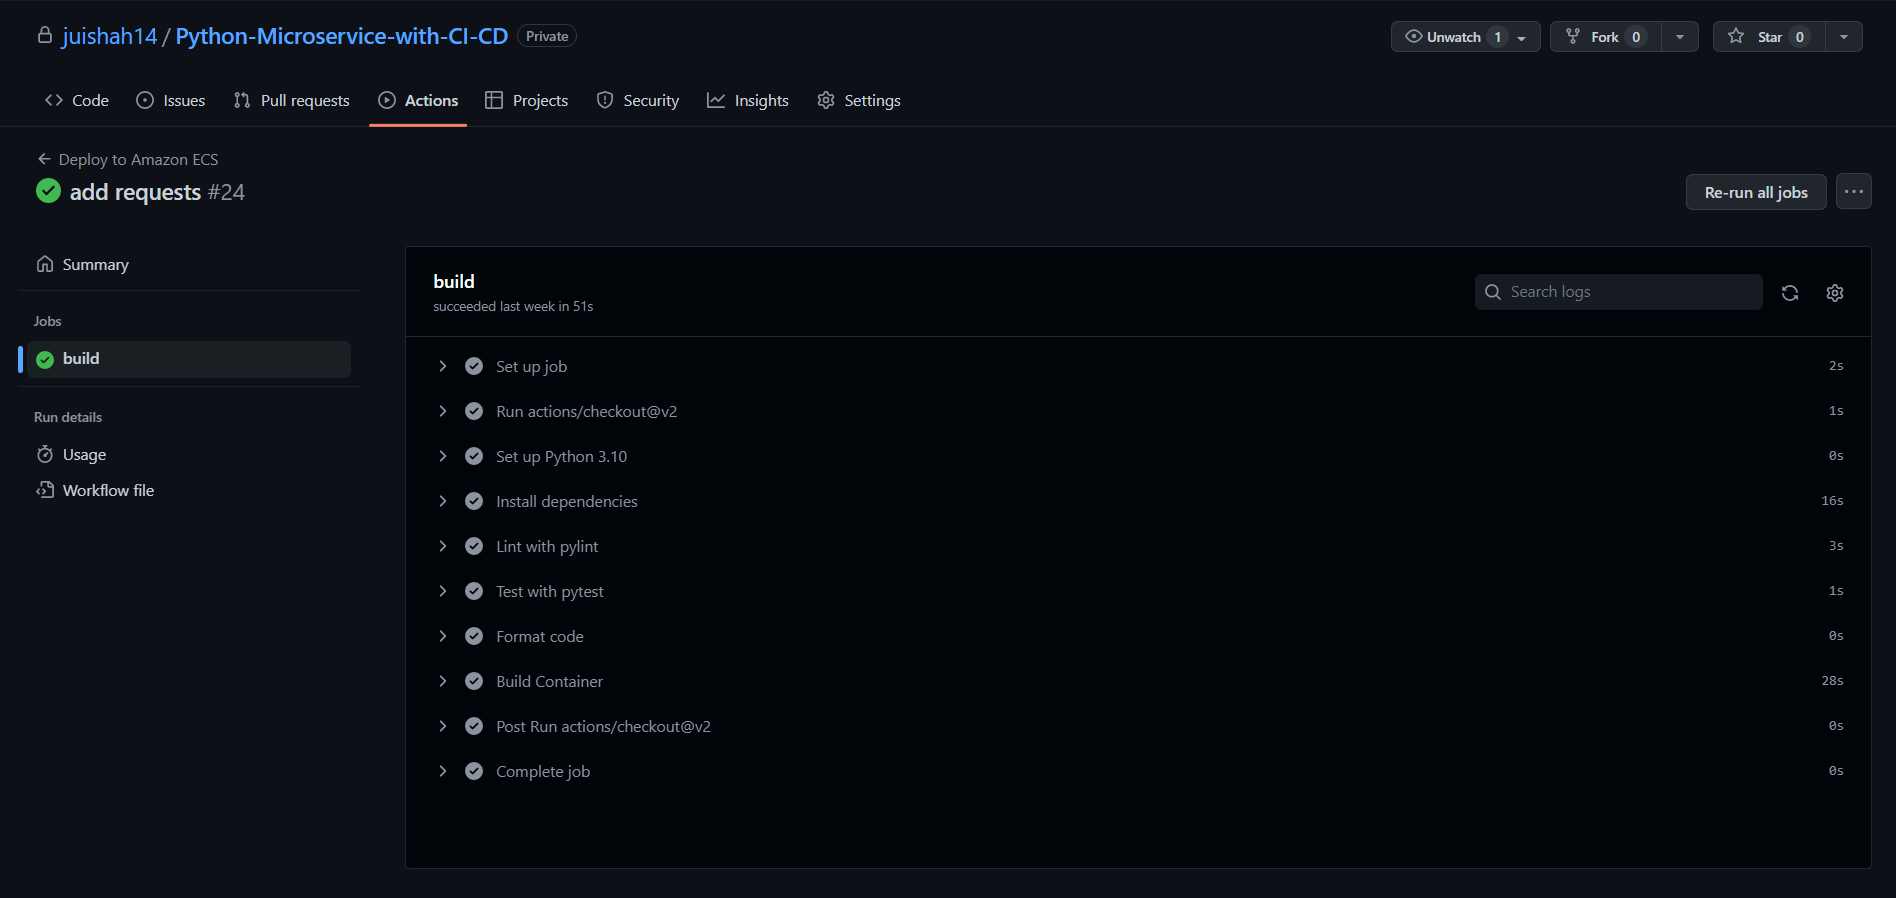 juishah14 / Python-Microservice-with-CI-CD Private
Unwatch 1 Fork 0 Star 0
Code Issues Pull requests Actions Projects Security Insights Settings
Deploy to Amazon ECS
add requests #24
Re-run all jobs
Summary
Jobs
build
Run details
Usage
Workflow file
build
succeeded last week in 51s
Search logs
Set up job 2s
Run actions/checkout@v2 1s
Set up Python 3.10 0s
Install dependencies 16s
Lint with pylint 3s
Test with pytest 1s
Format code 0s
Build Container 28s
Post Run actions/checkout@v2 0s
Complete job 0s